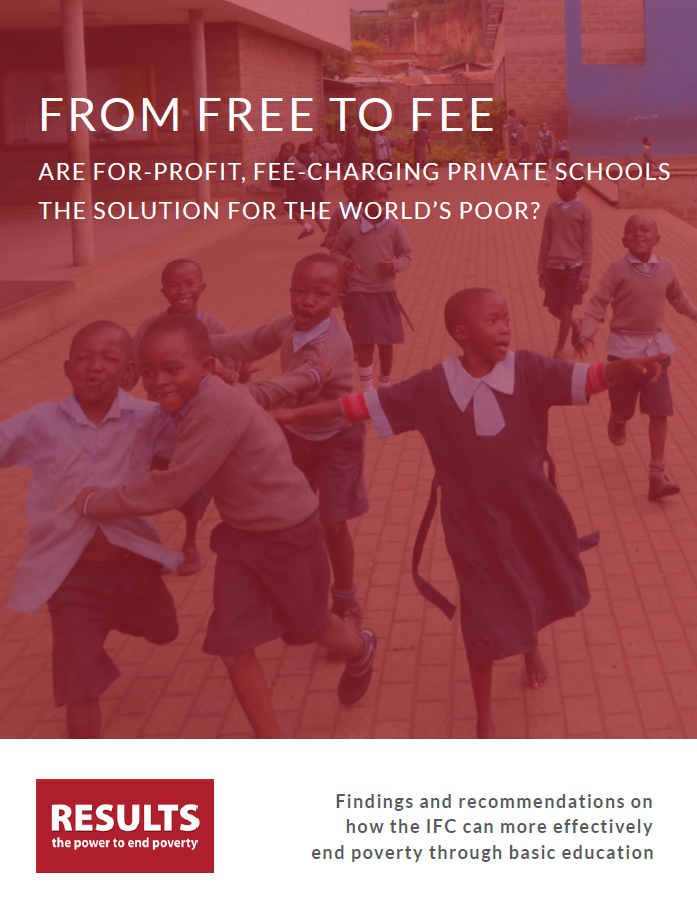 FROM FREE TO FEE
ARE FOR-PROFIT, FEE-CHARGING PRIVATE SCHOOLS
THE SOLUTION FOR THE WORLD'S POOR?
RESULTS
the power to end poverty
Findings and recommendations on
how the IFC can more effectively
end poverty through basic education